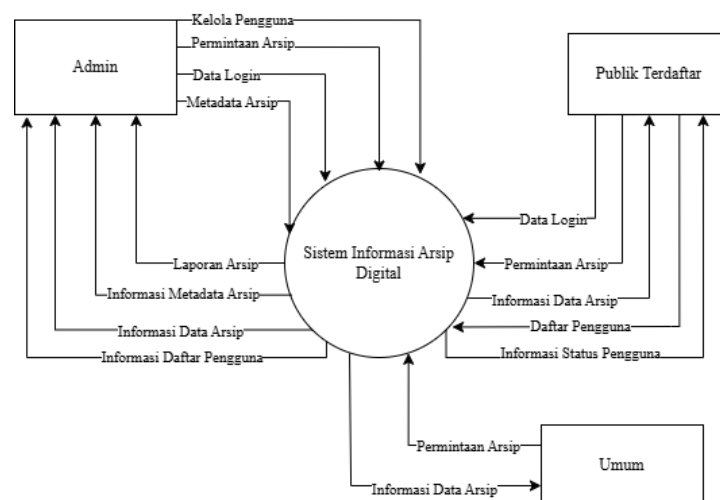 Kelola Pengguna
Permintaan Arsip
Admin
Data Login
Metadata Arsip
Publik Terdaftar
Data Login
Sistem Informasi Arsip
Digital
Laporan Arsip
Permintaan Arsip
Informasi Metadata Arsip
Informasi Data Arsip
Informasi Data Arsip
Daftar Pengguna
Informasi Daftar Pengguna
Informasi Status Pengguna
Permintaan Arsip
Umum
Informasi Data Arsip